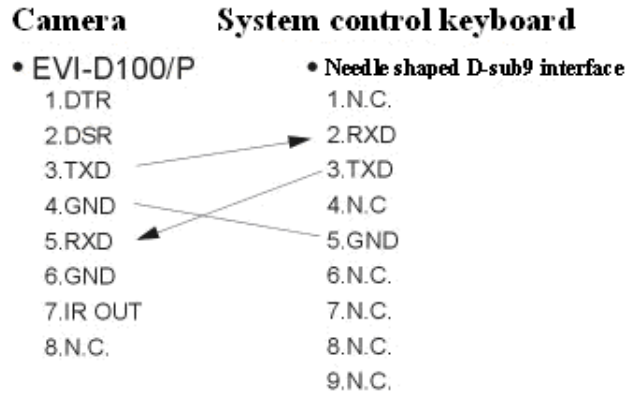 Camera
System control keyboard
• EVI-D100/P
1.DTR
2.DSR
3.TXD
4.GND
5.RXD
6.GND
7.IR OUT
8.N.C.
• Needle shaped D-sub9 interface
1.N.C.
2.RXD
3.TXD
4.N.C
5.GND
6.N.C.
7.N.C.
8.N.C.
9.N.C.